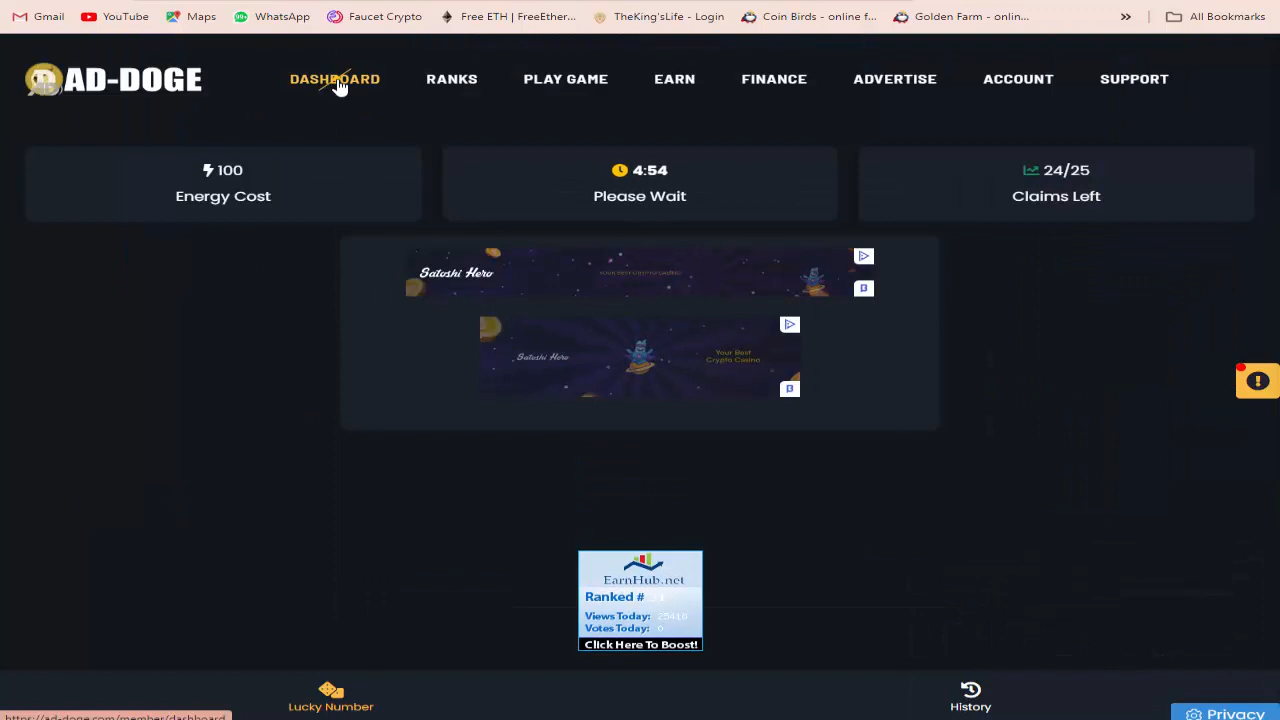 Gmail YouTube Maps WhatsApp Faucet Crypto Free ETH | FreeEther... TheKing'sLife - Login Coin Birds - online f... Golden Farm - onlin... » All Bookmarks
AD-DOGE DASHBOARD RANKS PLAY GAME EARN FINANCE ADVERTISE ACCOUNT SUPPORT
100 4:54 24/25
Energy Cost Please Wait Claims Left
Satoshi Hero
Satoshi Hero Your Best
Crypto Casino
EarnHub.net
Ranked #
Views Today: 25416
Votes Today: 0
Click Here To Boost!
Lucky Number History
https://ad-doge.com/member/dashboard
Privacy